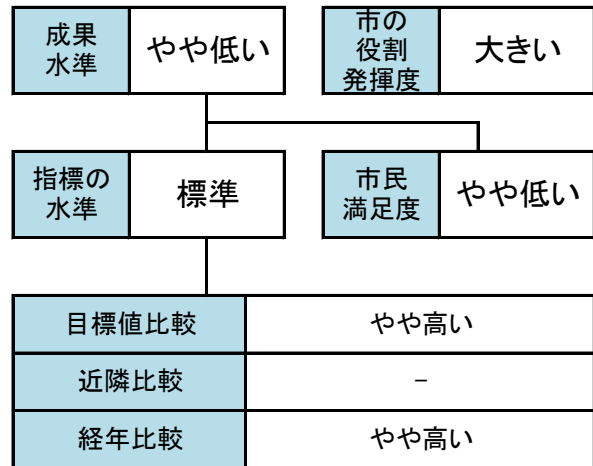 成果
水準
やや低い
市の
役割
発揮度
大きい
指標の
水準
標準
市民
満足度
やや低い
目標値比較
やや高い
近隣比較
－
経年比較
やや高い